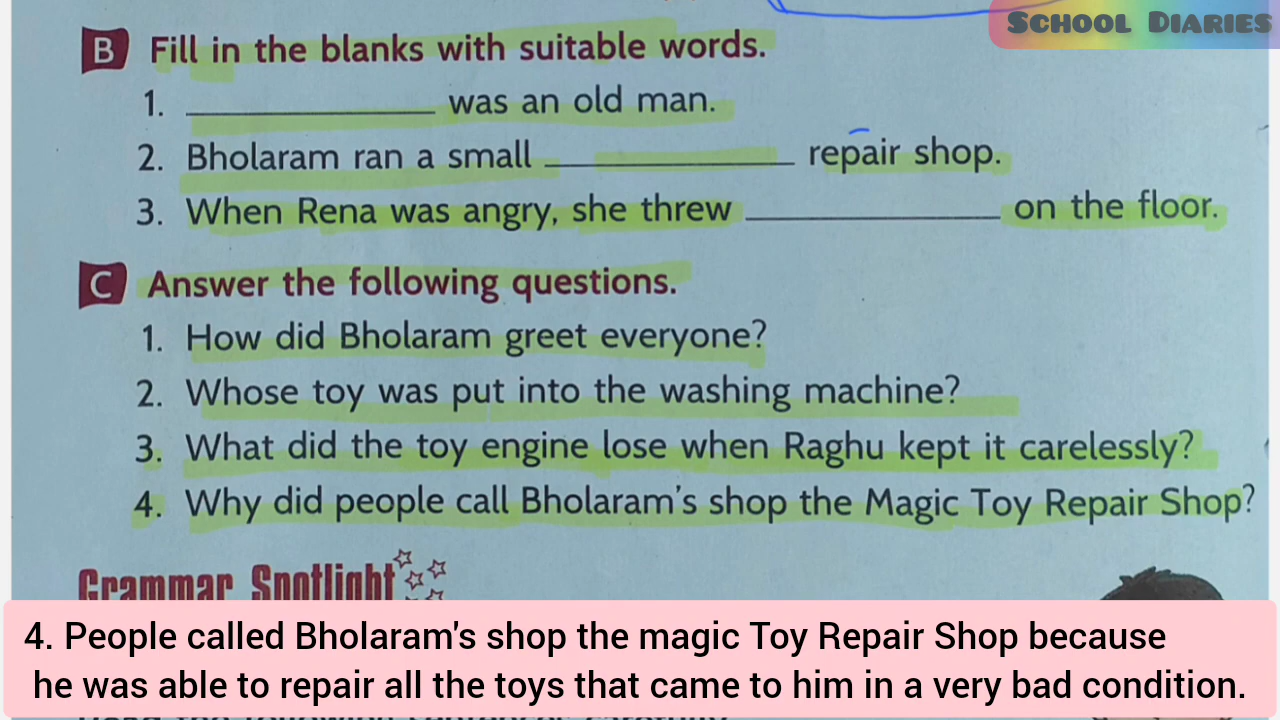 School Diaries
B Fill in the blanks with suitable words.
1. ____________ was an old man.
2. Bholaram ran a small ____________ repair shop.
3. When Rena was angry, she threw ____________ on the floor.
C Answer the following questions.
1. How did Bholaram greet everyone?
2. Whose toy was put into the washing machine?
3. What did the toy engine lose when Raghu kept it carelessly?
4. Why did people call Bholaram's shop the Magic Toy Repair Shop?
Grammar Spotlight
4. People called Bholaram's shop the magic Toy Repair Shop because
he was able to repair all the toys that came to him in a very bad condition.